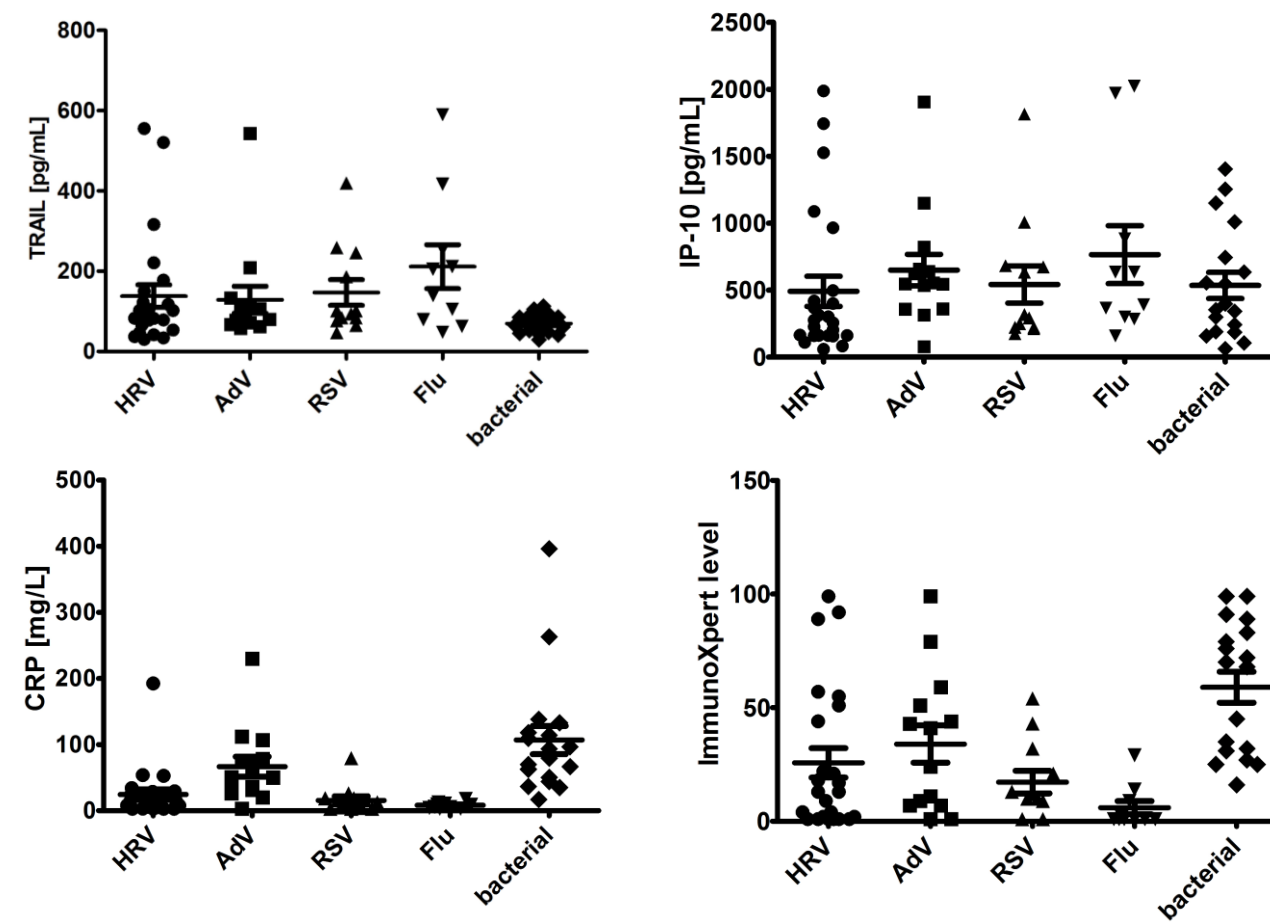 TRAIL [pg/mL]
800
600
400
200
0
HRV
AdV
RSV
Flu
bacterial
IP-10 [pg/mL]
2500
2000
1500
1000
500
0
HRV
AdV
RSV
Flu
bacterial
CRP [mg/L]
500
400
300
200
100
0
HRV
AdV
RSV
Flu
bacterial
ImmunoXpert level
150
100
50
0
HRV
AdV
RSV
Flu
bacterial